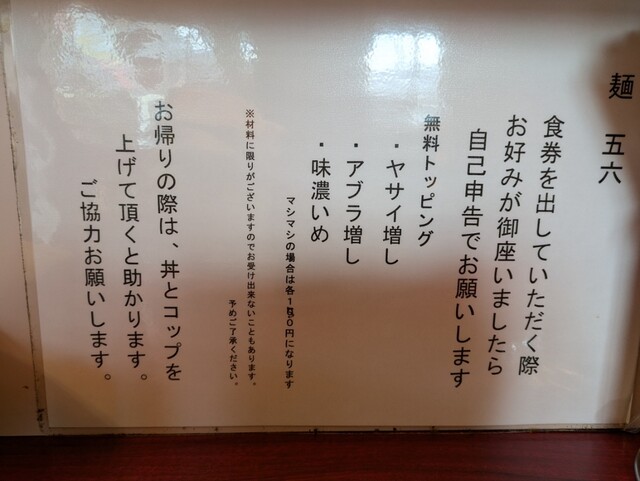 麺 五六
食券を出していただく際
お好みが御座いましたら
自己申告でお願いします
無料トッピング
・ヤサイ増し
・アブラ増し
・味濃いめ
マシマシの場合は各1
0円になります
※材料に限りがございますのでお受け出来ないこともあります。
予めご了承ください。
お帰りの際は、丼とコップを
上げて頂くと助かります。
ご協力お願いします。